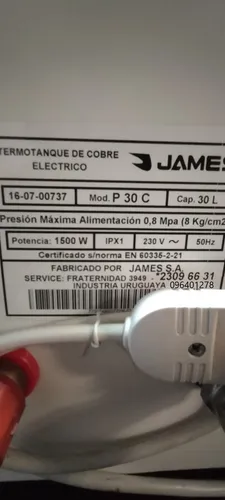 TERMOTANQUE DE COBRE
ELECTRICO
JAMES
16-07-00737 Mod. P 30 C Cap. 30 L
Presión Máxima Alimentación 0,8 Mpa (8 Kg/cm2
Potencia: 1500 W IPX1 230 V ~ 50Hz
Certificado s/norma EN 60335-2-21
FABRICADO POR JAMES S.A.
SERVICE: FRATERNIDAD 3949 - *2309 66 31
INDUSTRIA URUGUAYA 096401278